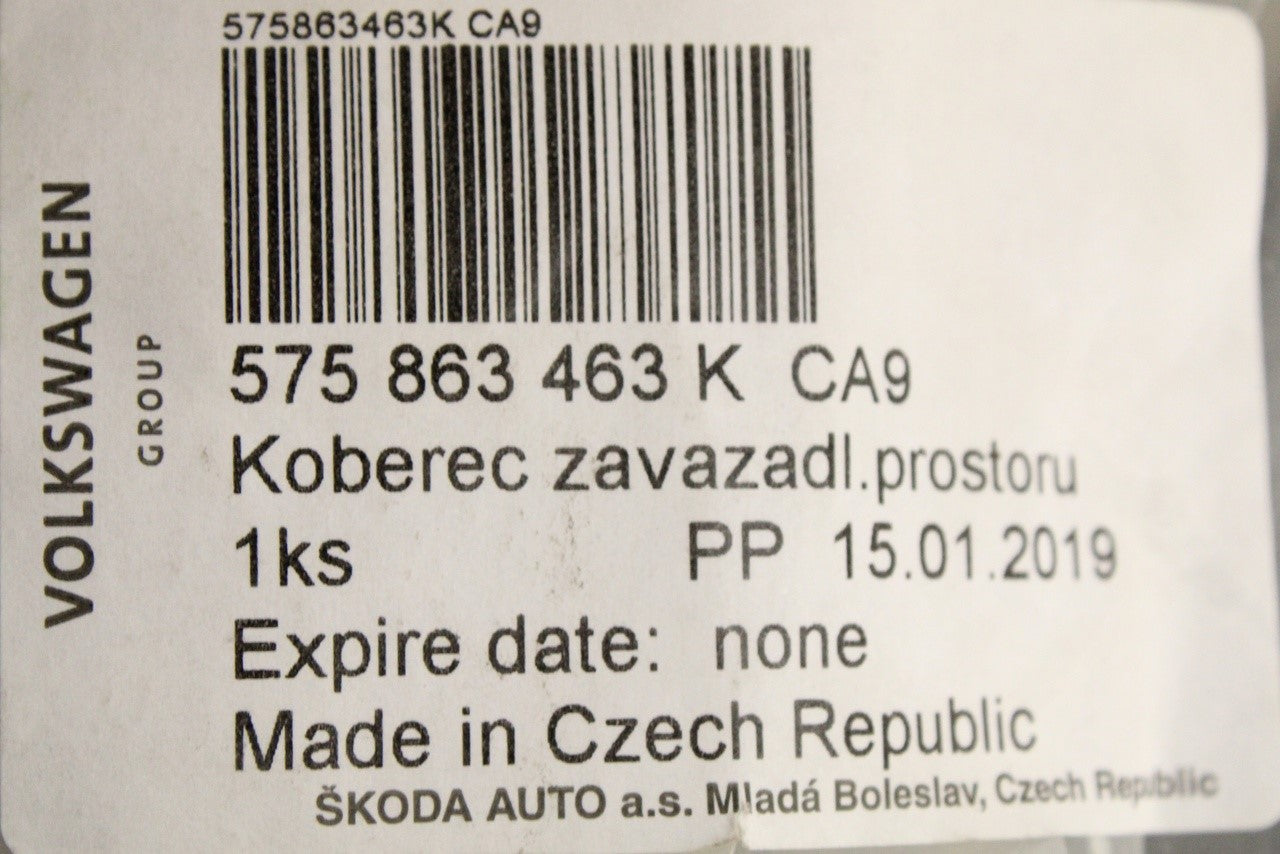 575863463K CA9
VOLKSWAGEN
GROUP
575 863 463 K CA9
Koberec zavazadl.prostoru
1ks PP 15.01.2019
Expire date: none
Made in Czech Republic
ŠKODA AUTO a.s. Mladá Boleslav, Czech Republic